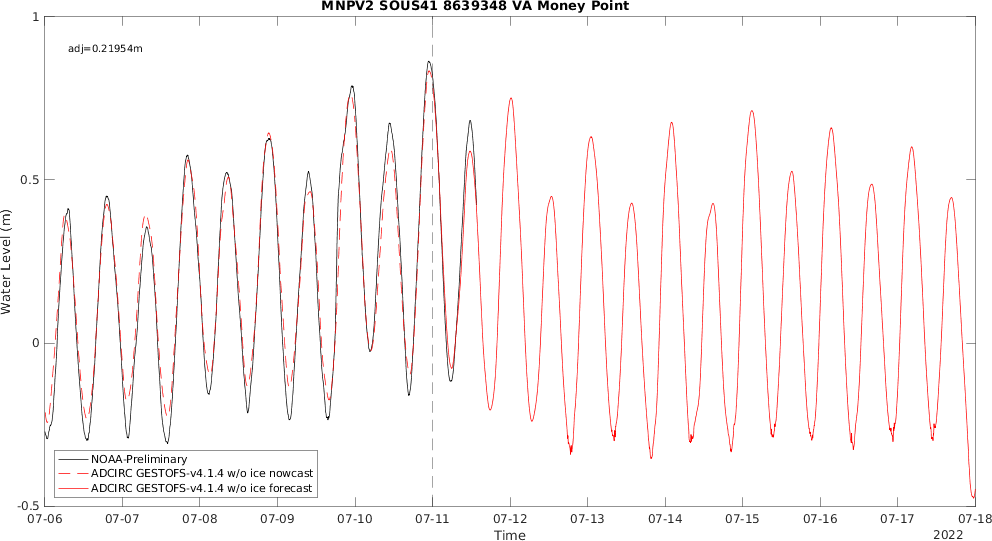 MNPV2 SOUS41 8639348 VA Money Point
adj=0.21954m
1
0.5
0
-0.5
Water Level (m)
NOAA-Preliminary
ADCIRC GESTOFS-v4.1.4 w/o ice nowcast
ADCIRC GESTOFS-v4.1.4 w/o ice forecast
07-06 07-07 07-08 07-09 07-10 07-11 07-12 07-13 07-14 07-15 07-16 07-17 07-18
Time
2022